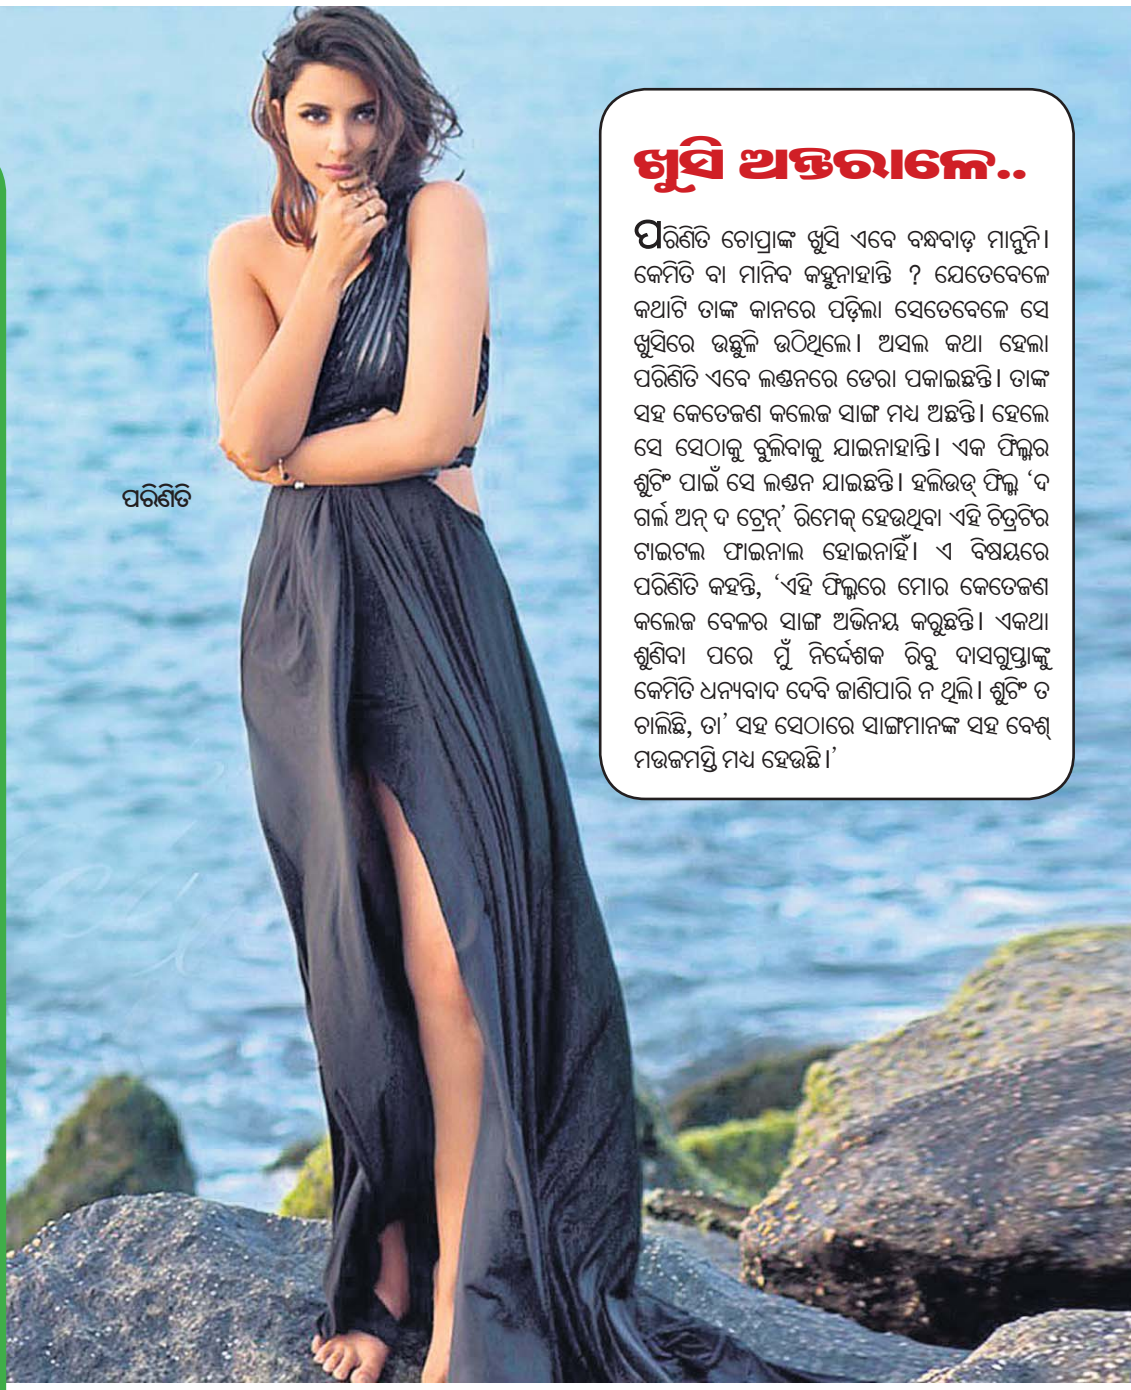 ଖୁସି ଅନ୍ତରାଳେ..
ପରିଣିତି ଚୋପ୍ରାଙ୍କ ଖୁସି ଏବେ ବନ୍ଧବାଡ଼ ମାନୁନି।
କେମିତି ବା ମାନିବ କହୁନାହାନ୍ତି ? ଯେତେବେଳେ
କଥାଟି ତାଙ୍କ କାନରେ ପଡ଼ିଲା ସେତେବେଳେ ସେ
ଖୁସିରେ ଉଛୁଳି ଉଠିଥିଲେ। ଅସଲ କଥା ହେଲା
ପରିଣିତି ଏବେ ଲଣ୍ଡନରେ ଡେରା ପକାଇଛନ୍ତି। ତାଙ୍କ
ସହ କେତେଜଣ କଲେଜ ସାଙ୍ଗ ମଧ୍ୟ ଅଛନ୍ତି। ହେଲେ
ସେ ସେଠାକୁ ବୁଲିବାକୁ ଯାଇନାହାନ୍ତି। ଏକ ଫିଲ୍ମର
ଶୁଟିଂ ପାଇଁ ସେ ଲଣ୍ଡନ ଯାଇଛନ୍ତି। ହଲିଉଡ୍ ଫିଲ୍ମ ‘ଦ
ଗର୍ଲ ଅନ୍ ଦ ଟ୍ରେନ୍’ ରିମେକ୍ ହେଉଥିବା ଏହି ଚିତ୍ରଟିର
ଟାଇଟଲ ଫାଇନାଲ ହୋଇନାହିଁ। ଏ ବିଷୟରେ
ପରିଣିତି କହନ୍ତି, ‘ଏହି ଫିଲ୍ମରେ ମୋର କେତେଜଣ
କଲେଜ ବେଳର ସାଙ୍ଗ ଅଭିନୟ କରୁଛନ୍ତି। ଏକଥା
ଶୁଣିବା ପରେ ମୁଁ ନିର୍ଦ୍ଦେଶକ ରିବୁ ଦାସଗୁପ୍ତାଙ୍କୁ
କେମିତି ଧନ୍ୟବାଦ ଦେବି ଜାଣିପାରି ନ ଥିଲି। ଶୁଟିଂ ତ
ଚାଲିଛି, ତା’ ସହ ସେଠାରେ ସାଙ୍ଗମାନଙ୍କ ସହ ବେଶ୍
ମଉଜମସ୍ତି ମଧ୍ୟ ହେଉଛି।’
ପରିଣିତି